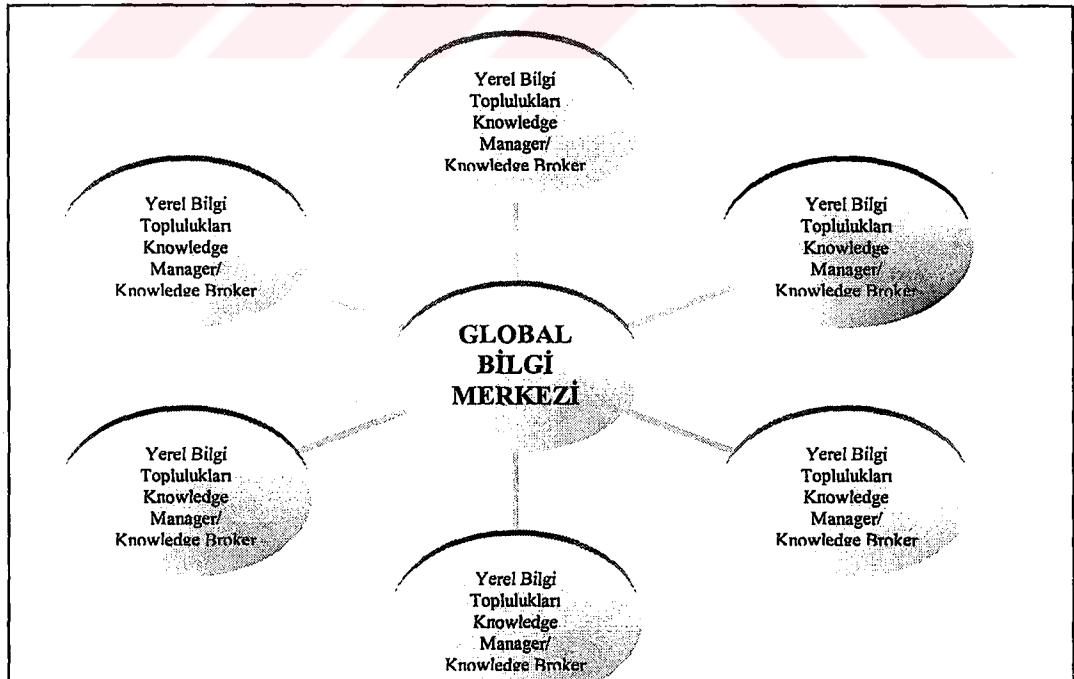 Yerel Bilgi
Toplulukları
Knowledge
Manager/
Knowledge Broker
Yerel Bilgi
Toplulukları
Knowledge
Manager/
Knowledge Broker
Yerel Bilgi
Toplulukları
Knowledge
Manager/
Knowledge Broker
GLOBAL
BİLGİ
MERKEZİ
Yerel Bilgi
Toplulukları
Knowledge
Manager/
Knowledge Broker
Yerel Bilgi
Toplulukları
Knowledge
Manager/
Knowledge Broker
Yerel Bilgi
Toplulukları
Knowledge
Manager/
Knowledge Broker